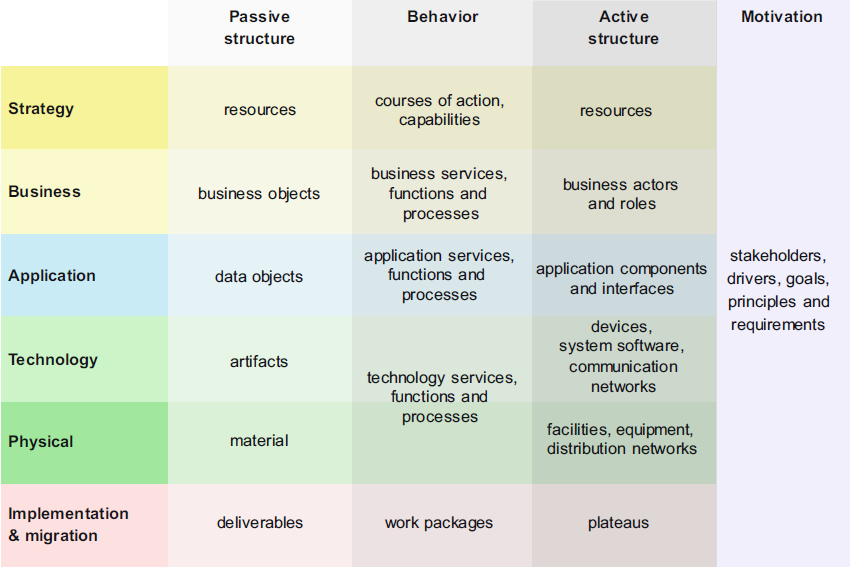 Passive
structure
Behavior
Active
structure
Motivation
Strategy
resources
courses of action,
capabilities
resources
Business
business objects
business services,
functions and
processes
business actors
and roles
Application
data objects
application services,
functions and
processes
application components
and interfaces
stakeholders,
drivers, goals,
principles and
requirements
Technology
artifacts
technology services,
functions and
processes
devices,
system software,
communication
networks
Physical
material
facilities, equipment,
distribution networks
Implementation
& migration
deliverables
work packages
plateaus